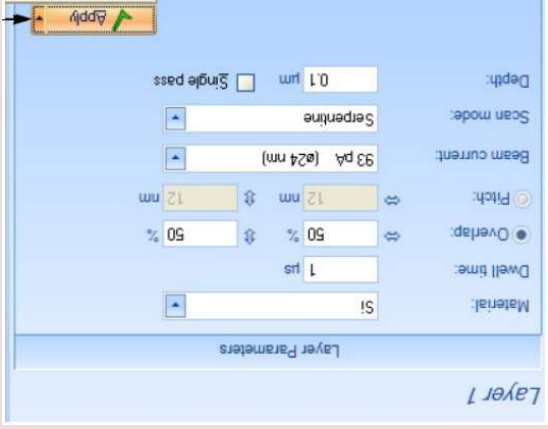 Layer 1
Layer Parameters
Material: Si
Dwell time: 1 µs
Overlap: 50 % 50 %
Pitch: 12 nm 12 nm
Beam current: 93 pA (ø24 nm)
Scan mode: Serpentine
Depth: 0.1 µm Single pass
Apply